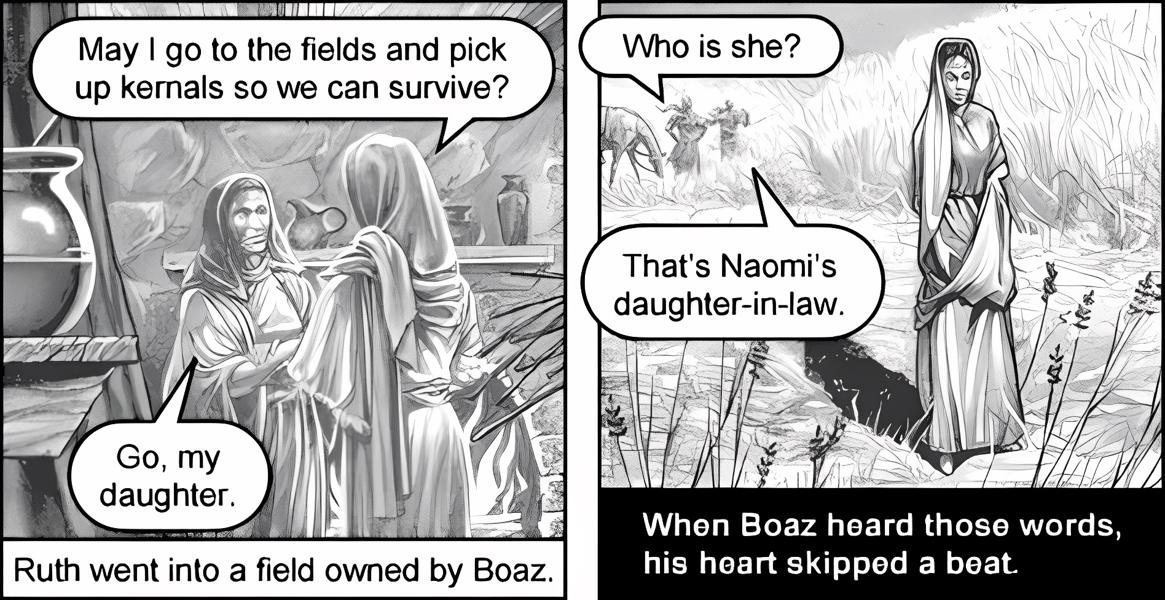 May I go to the fields and pick
up kernals so we can survive?
Go, my
daughter.
Ruth went into a field owned by Boaz.
Who is she?
That's Naomi's
daughter-in-law.
When Boaz heard those words,
his heart skipped a beat.